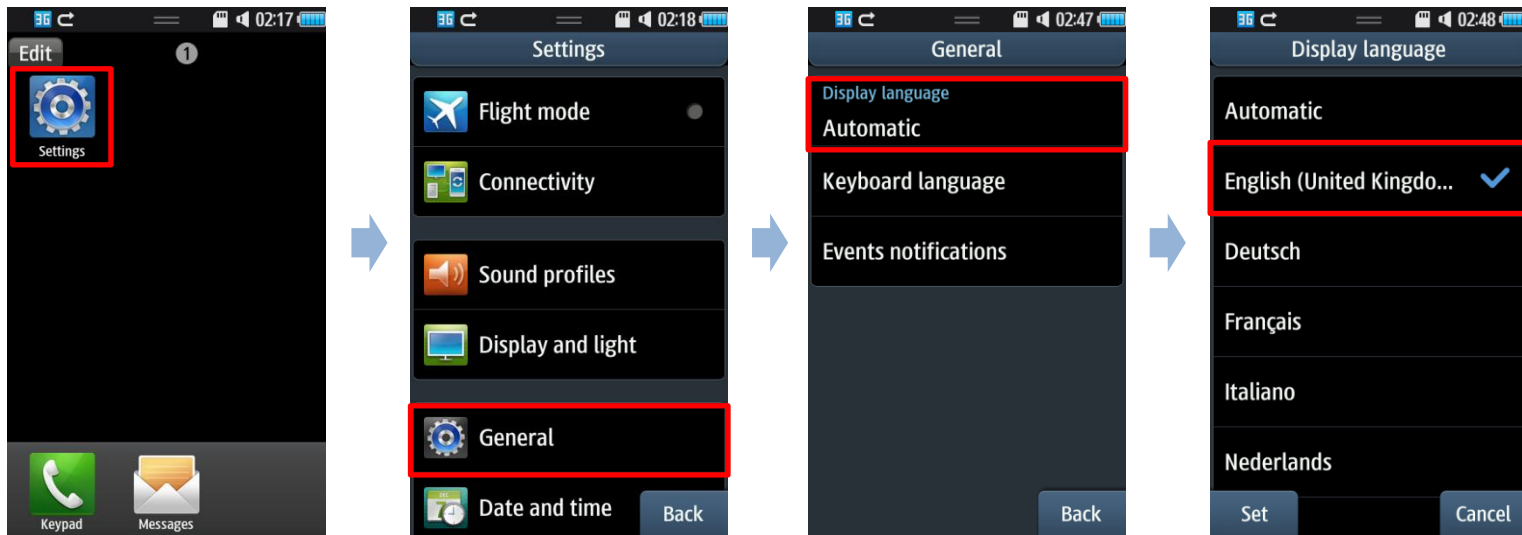 3G 02:17
Edit 1
Settings
Keypad Messages
3G 02:18
Settings
Flight mode
Connectivity
Sound profiles
Display and light
General
DEC
7
Date and time
Back
3G 02:47
General
Display language
Automatic
Keyboard language
Events notifications
Back
3G 02:48
Display language
Automatic
English (United Kingdo...
Deutsch
Français
Italiano
Nederlands
Set Cancel